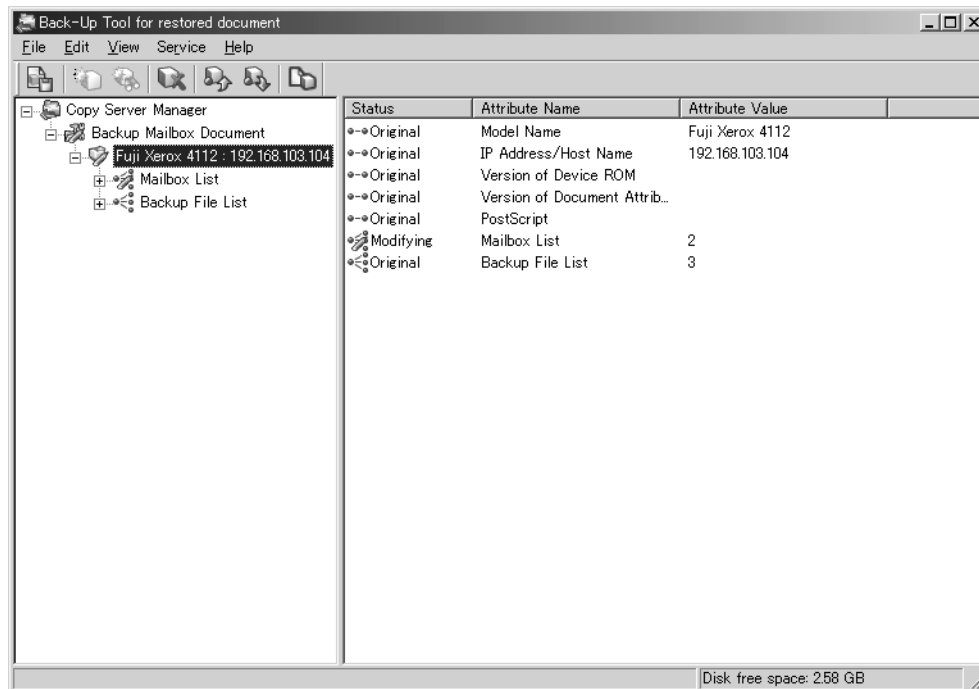 Back-Up Tool for restored document
File Edit View Service Help
Copy Server Manager
Backup Mailbox Document
Fuji Xerox 4112 : 192.168.103.104
Mailbox List
Backup File List
Status Attribute Name Attribute Value
Original Model Name Fuji Xerox 4112
Original IP Address/Host Name 192.168.103.104
Original Version of Device ROM
Original Version of Document Attrib...
Original PostScript
Modifying Mailbox List 2
Original Backup File List 3
Disk free space: 2.58 GB